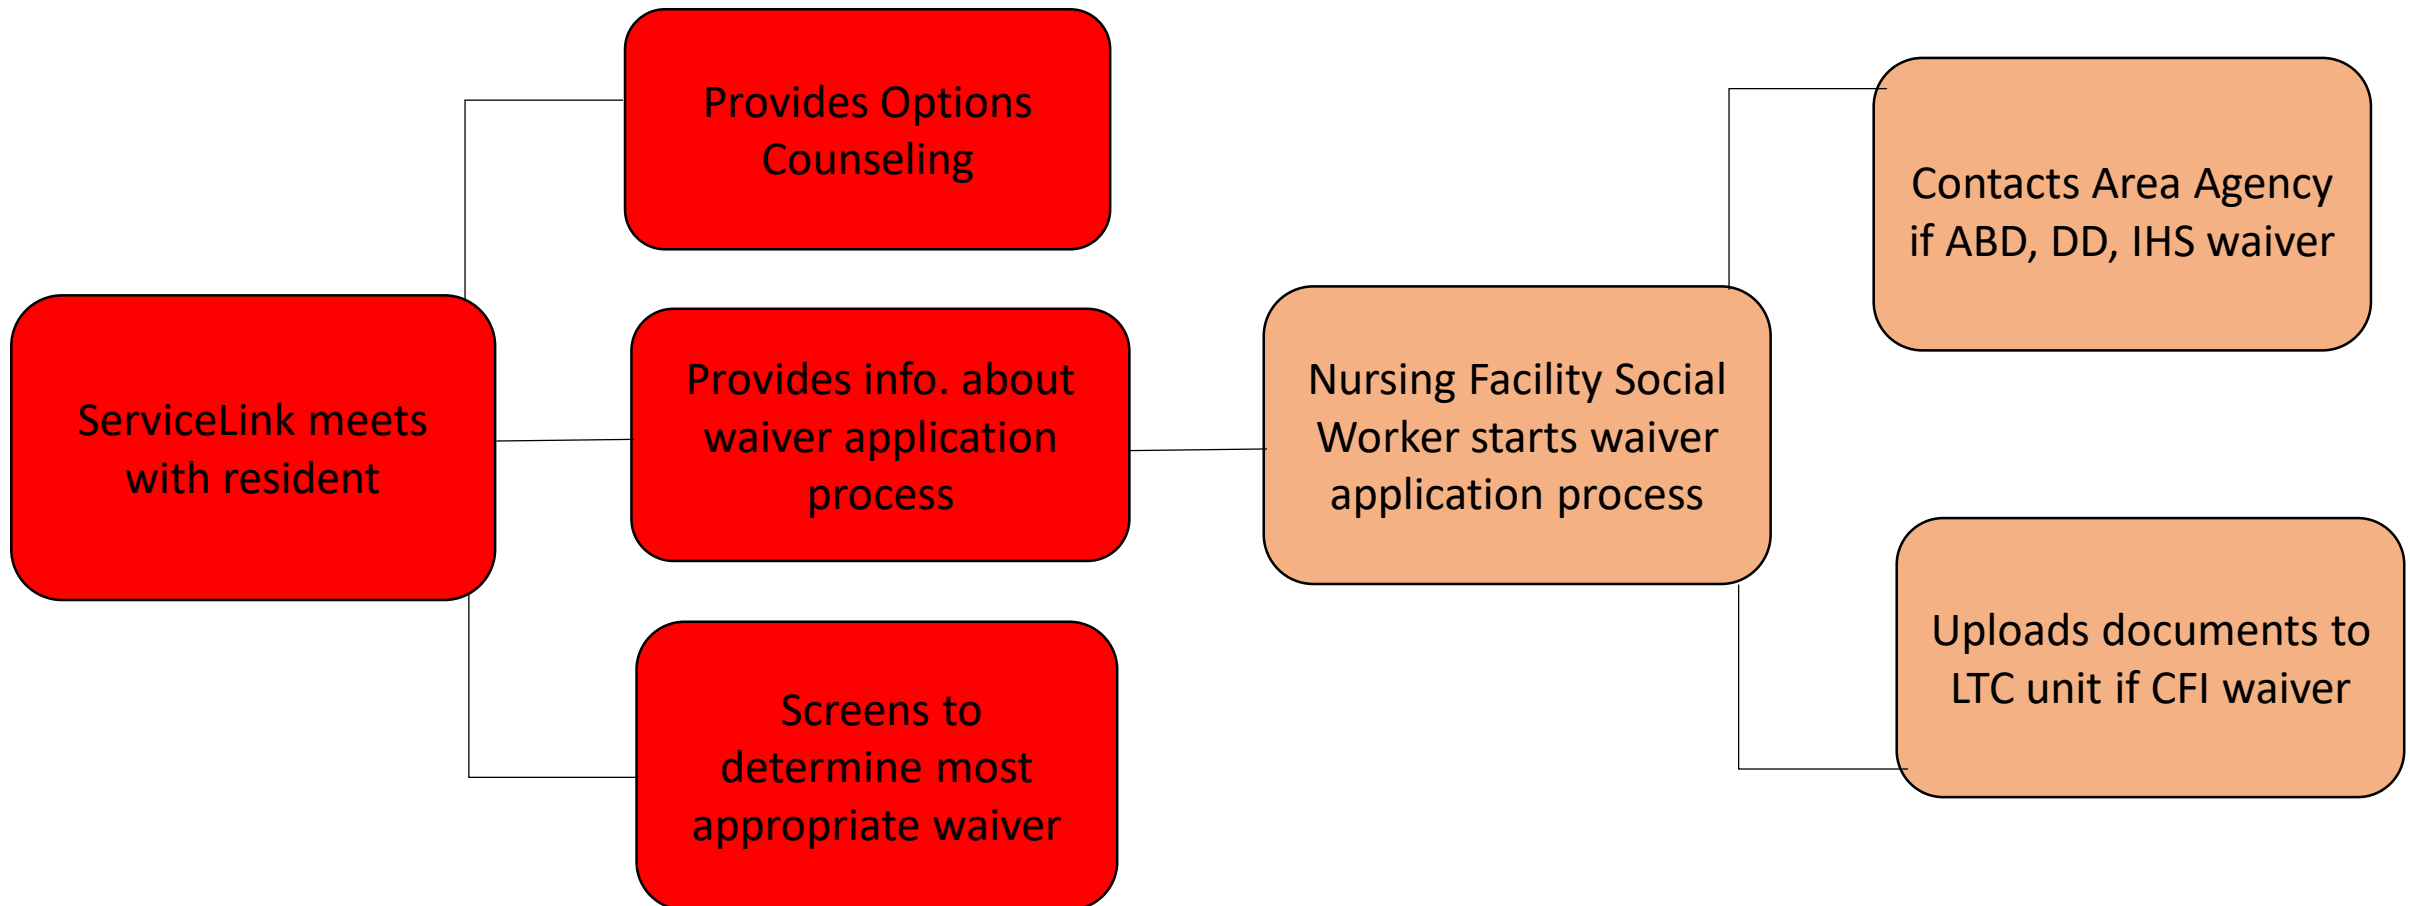 ServiceLink meets
with resident
Provides Options
Counseling
Provides info. about
waiver application
process
Screens to
determine most
appropriate waiver
Nursing Facility Social
Worker starts waiver
application process
Contacts Area Agency
if ABD, DD, IHS waiver
Uploads documents to
LTC unit if CFI waiver